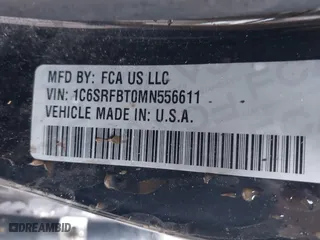 MFD BY: FCA US LLC
VIN: 1C6SRFBT0MN556611
VEHICLE MADE IN: U.S.A.
DREAMBID